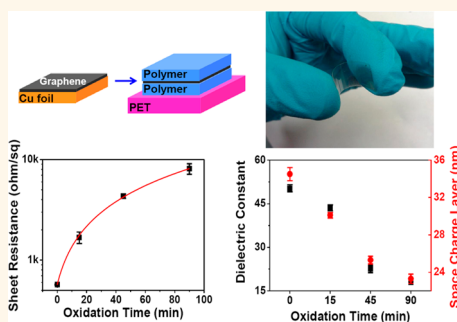 Graphene
Cu foil
Polymer
Polymer
PET
Sheet Resistance (ohm/sq)
10k
1k
0 20 40 60 80 100
Oxidation Time (min)
Dielectric Constant
60
45
30
15
0 15 45 90
Oxidation Time (min)
36
32
28
24
Space Charge Layer (nm)